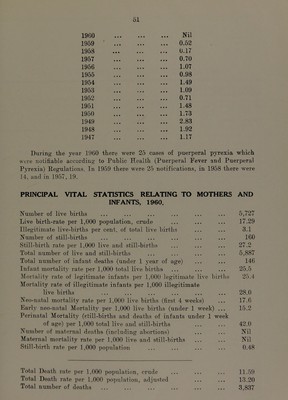 51
1960 ... ... ... Nil
1959 ... ... ... 0.52
1958 ... ... ... 0.17
1957 ... ... ... 0.70
1956 ... ... ... 1.07
1955 ... ... ... 0.98
1954 ... ... ... 1.49
1953 ... ... ... 1.09
1952 ... ... ... 0.71
1951 ... ... ... 1.48
1950 ... ... ... 1.73
1949 ... ... ... 2.83
1948 ... ... ... 1.92
1947 ... ... ... 1.17
During the year 1960 there were 25 cases of puerperal pyrexia which
were notifiable according to Public Health (Puerperal Fever and Puerperal
Pyrexia) Regulations. In 1959 there were 25 notifications, in 1958 there were
14, and in 1957, 18.
PRINCIPAL VITAL STATISTICS RELATING TO MOTHERS AND
INFANTS, 1960.
Number of live births ... ... ... ... ... 5,727
Live birth-rate per 1,000 population, crude ... ... ... 17.29
Illegitimate live-births per cent. of total live births ... ... 3.1
Number of still-births ... ... ... ... ... 160
Still-birth rate per 1,000 live and still-births ... ... ... 27.2
Total number of live and still-births ... ... ... ... 5,887
Total number of infant deaths (under 1 year of age) ... ... 146
Infant mortality rate per 1,000 total live births ... ... ... 25.5
Mortality rate of legitimate infants per 1,000 legitimate live births 25.4
Mortality rate of illegitimate infants per 1,000 illegitimate
live births ... ... ... ... ... 28.0
Neo-natal mortality rate per 1,000 live births (first 4 weeks) ... 17.6
Early neo-natal Mortality per 1,000 live births (under 1 week) ... 15.2
Perinatal Mortality (still-births and deaths of infants under 1 week
of age) per 1,000 total live and still-births ... ... 42.0
Number of maternal deaths (including abortions) ... ... Nil
Maternal mortality rate per 1,000 live and still-births ... ... Nil
Still-birth rate per 1,000 population ... ... ... ... 0.48
Total Death rate per 1,000 population, crude ... ... ... 11.59
Total Death rate per 1,000 population, adjusted ... ... 13.20
Total number of deaths ... ... ... ... ... 3,837